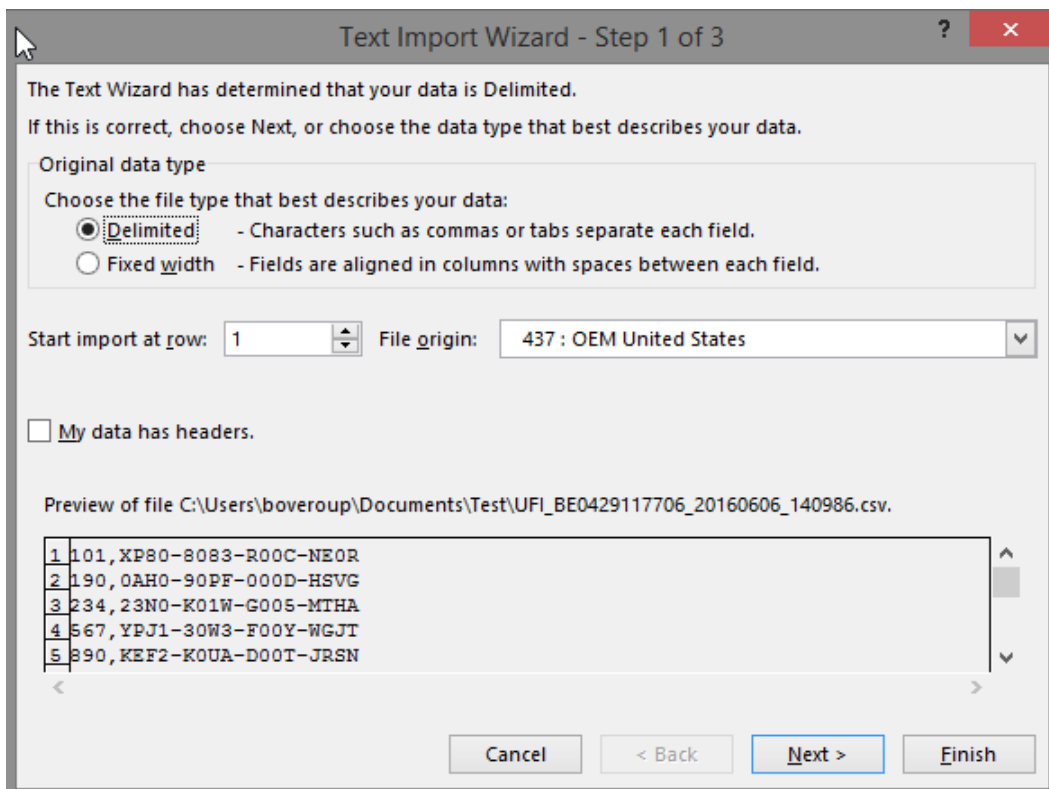 Text Import Wizard - Step 1 of 3 ? ×
The Text Wizard has determined that your data is Delimited.
If this is correct, choose Next, or choose the data type that best describes your data.
Original data type
Choose the file type that best describes your data:
Delimited - Characters such as commas or tabs separate each field.
Fixed width - Fields are aligned in columns with spaces between each field.
Start import at row: 1 File origin: 437 : OEM United States
My data has headers.
Preview of file C:\Users\boveroup\Documents\Test\UFI_BE0429117706_20160606_140986.csv.
1 101,XP80-8083-R00C-NE0R
2 190,0AH0-90PF-000D-HSVG
3 234,23N0-K01W-G005-MTHA
4 567,YPJ1-30W3-F00Y-WGJT
5 890,KEF2-K0UA-D00T-JRSN
Cancel < Back Next > Finish